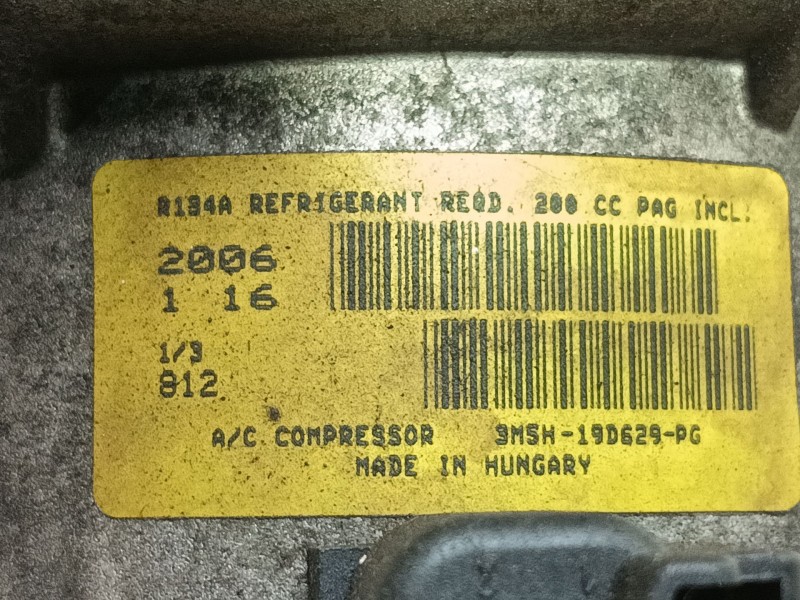 R134A REFRIGERANT REQD. 200 CC PAG INCL.
2006
1 16
1/3
812
A/C COMPRESSOR 3M5H-19D629-PG
MADE IN HUNGARY